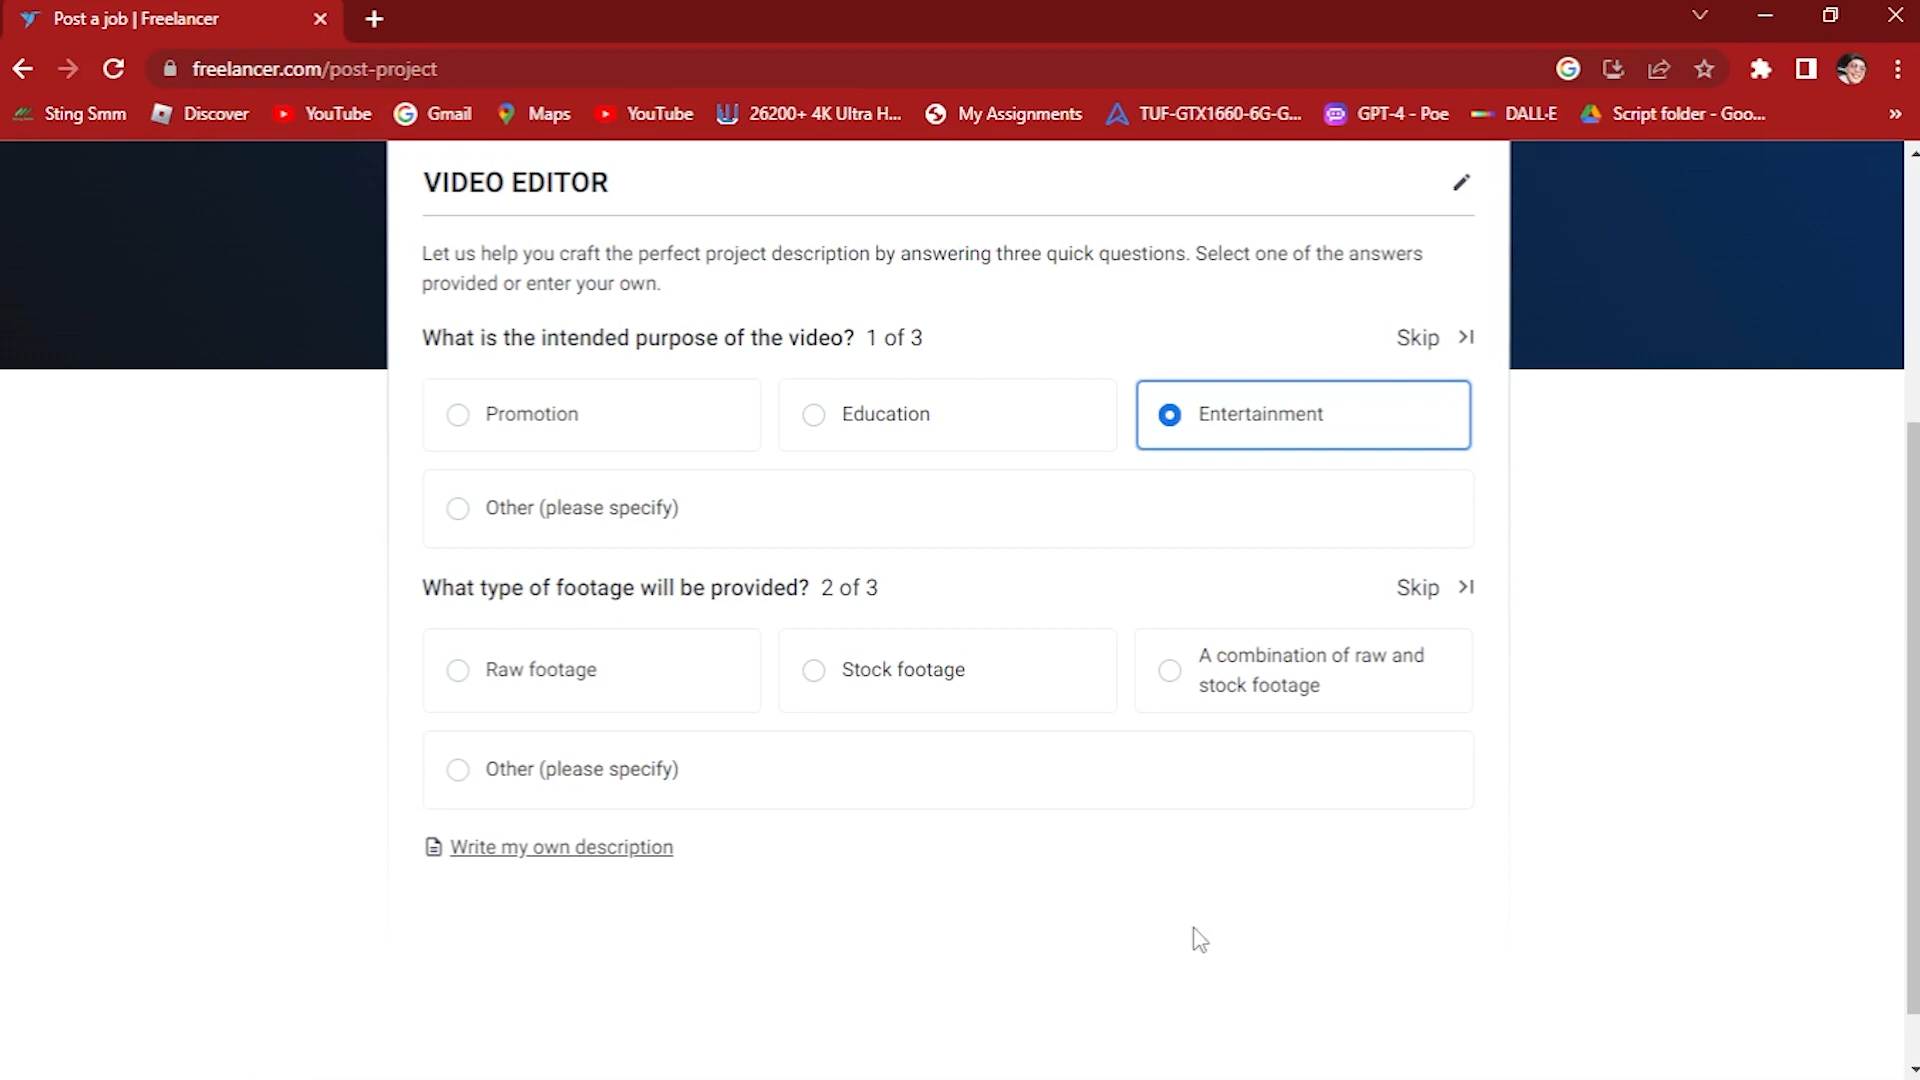 Post a job | Freelancer
freelancer.com/post-project
Sting Smm Discover YouTube Gmail Maps YouTube 26200+ 4K Ultra H... My Assignments TUF-GTX1660-6G-G... GPT-4 - Poe DALL·E Script folder - Goo... »
VIDEO EDITOR
Let us help you craft the perfect project description by answering three quick questions. Select one of the answers
provided or enter your own.
What is the intended purpose of the video? 1 of 3 Skip
Promotion Education Entertainment
Other (please specify)
What type of footage will be provided? 2 of 3 Skip
Raw footage Stock footage A combination of raw and
stock footage
Other (please specify)
Write my own description